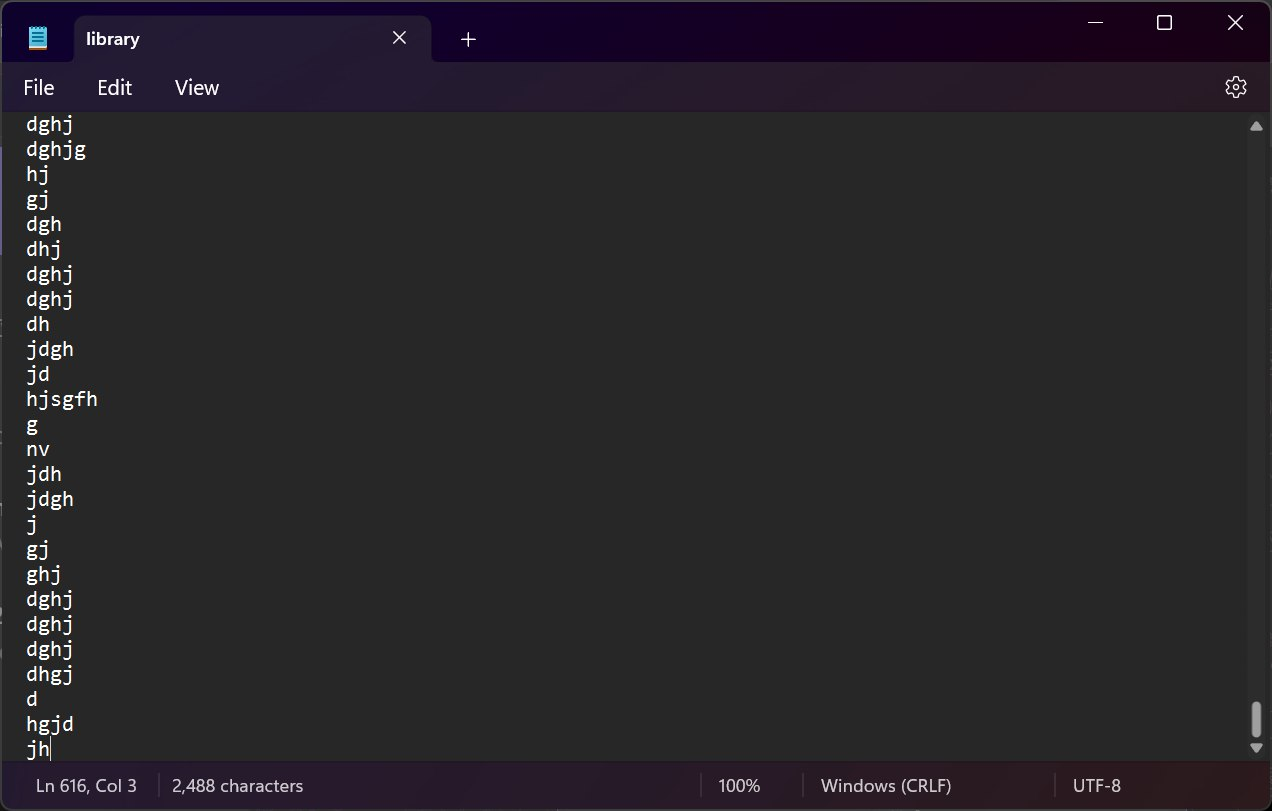 library
File Edit View
dghj
dghjg
hj
gj
dgh
dhj
dghj
dghj
dh
jdgh
jd
hjsgfh
g
nv
jdh
jdgh
j
gj
ghj
dghj
dghj
dghj
dhgj
d
hgjd
jh
Ln 616, Col 3 2,488 characters 100% Windows (CRLF) UTF-8